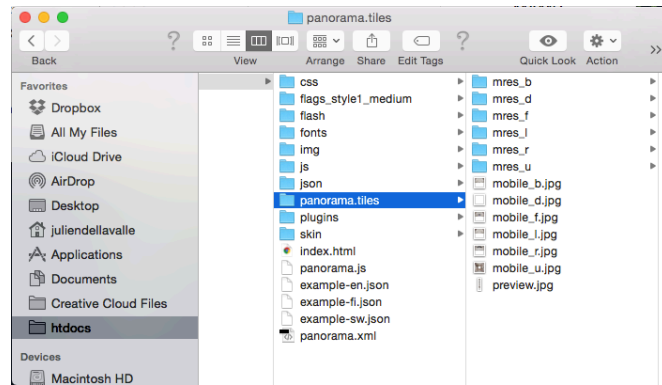 panorama.tiles
Back
View
Arrange
Share
Edit Tags
Quick Look
Action
Favorites
Dropbox
All My Files
iCloud Drive
AirDrop
Desktop
juliendellavalle
Applications
Documents
Creative Cloud Files
htdocs
Devices
Macintosh HD
css
flags_style1_medium
flash
fonts
img
js
json
panorama.tiles
plugins
skin
index.html
panorama.js
example-en.json
example-fi.json
example-sw.json
panorama.xml
mres_b
mres_d
mres_f
mres_l
mres_r
mres_u
mobile_b.jpg
mobile_d.jpg
mobile_f.jpg
mobile_l.jpg
mobile_r.jpg
mobile_u.jpg
preview.jpg